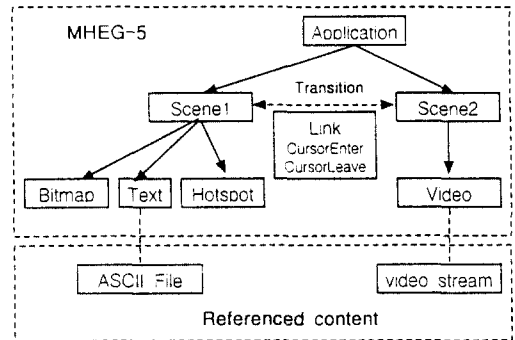 MHEG-5
Application
Transition
Scene1
Scene2
Link
CursorEnter
CursorLeave
Bitmap
Text
Hotspot
Video
ASCII File
video stream
Referenced content